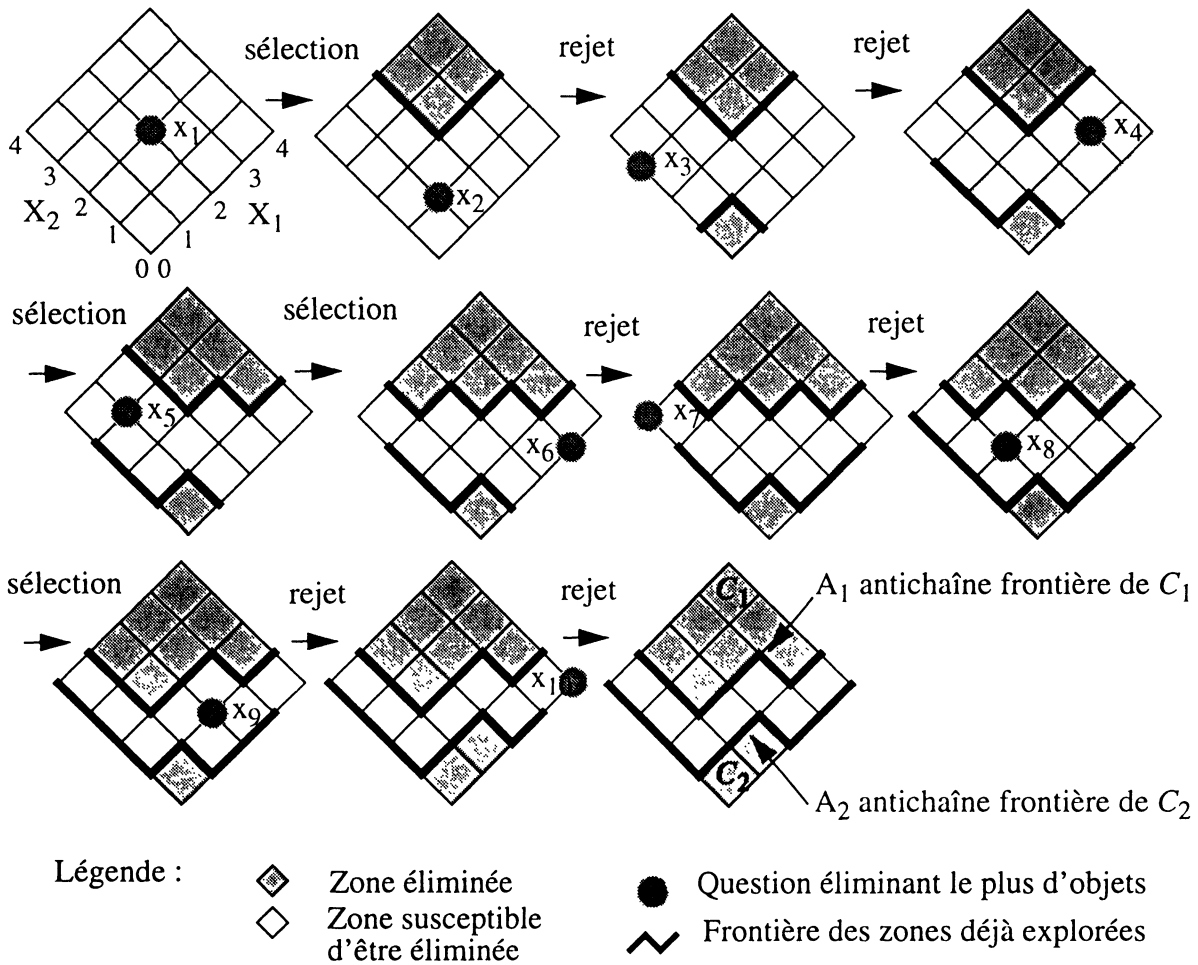 sélection
rejet
rejet
x1
x2
x3
x4
4
4
3
3
X2
2
2
X1
1
1
0 0
sélection
sélection
rejet
rejet
x5
x6
x7
x8
sélection
rejet
rejet
x9
x1
C1
A1 antichaîne frontière de C1
C2
A2 antichaîne frontière de C2
Légende :
Zone éliminée
Zone susceptible
d'être éliminée
Question éliminant le plus d'objets
Frontière des zones déjà explorées